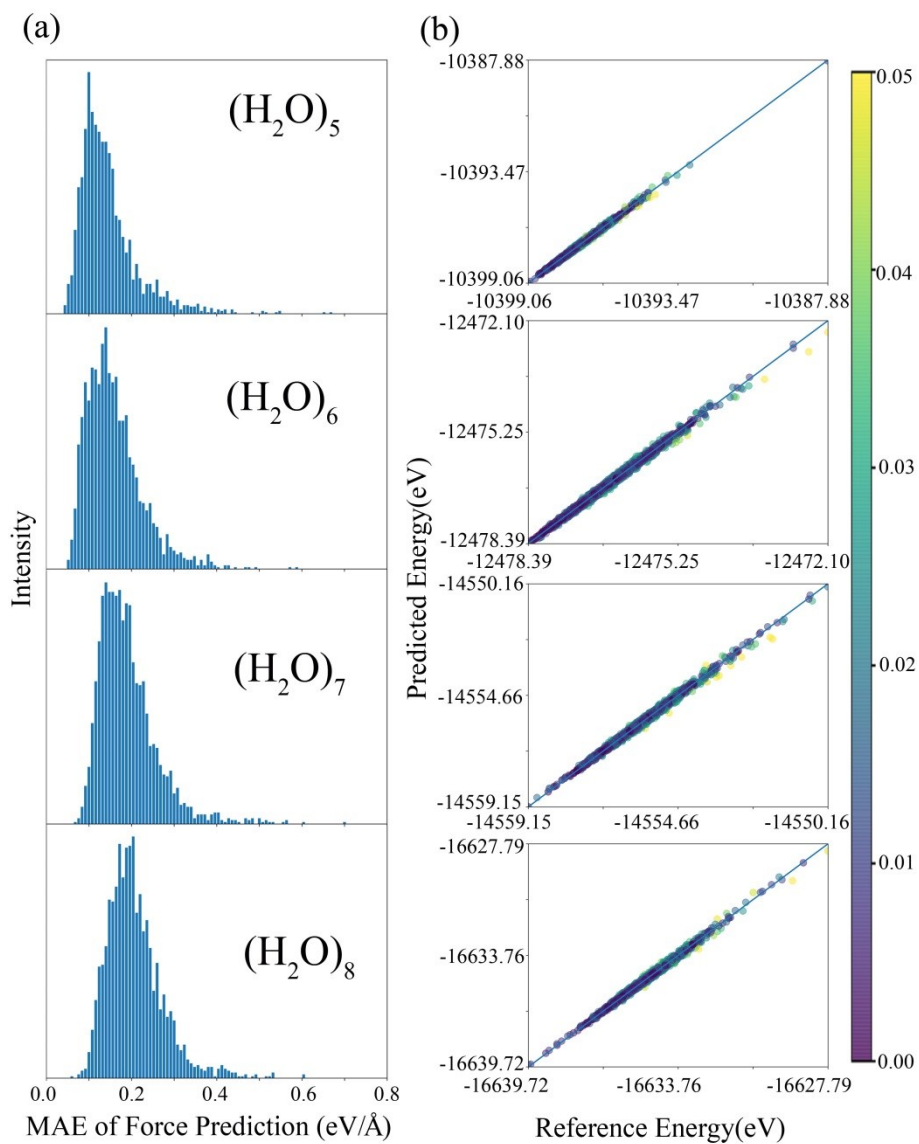 (a)
(H₂O)₅
(H₂O)₆
(H₂O)₇
(H₂O)₈
Intensity
0.0 0.2 0.4 0.6 0.8
MAE of Force Prediction (eV/Å)
(b)
-10387.88
-10393.47
-10399.06
-10399.06 -10393.47 -10387.88
-12472.10
-12475.25
-12478.39
-12478.39 -12475.25 -12472.10
-14550.16
-14554.66
-14559.15
-14559.15 -14554.66 -14550.16
-16627.79
-16633.76
-16639.72
-16639.72 -16633.76 -16627.79
Predicted Energy(eV)
Reference Energy(eV)
0.05
0.04
0.03
0.02
0.01
0.00